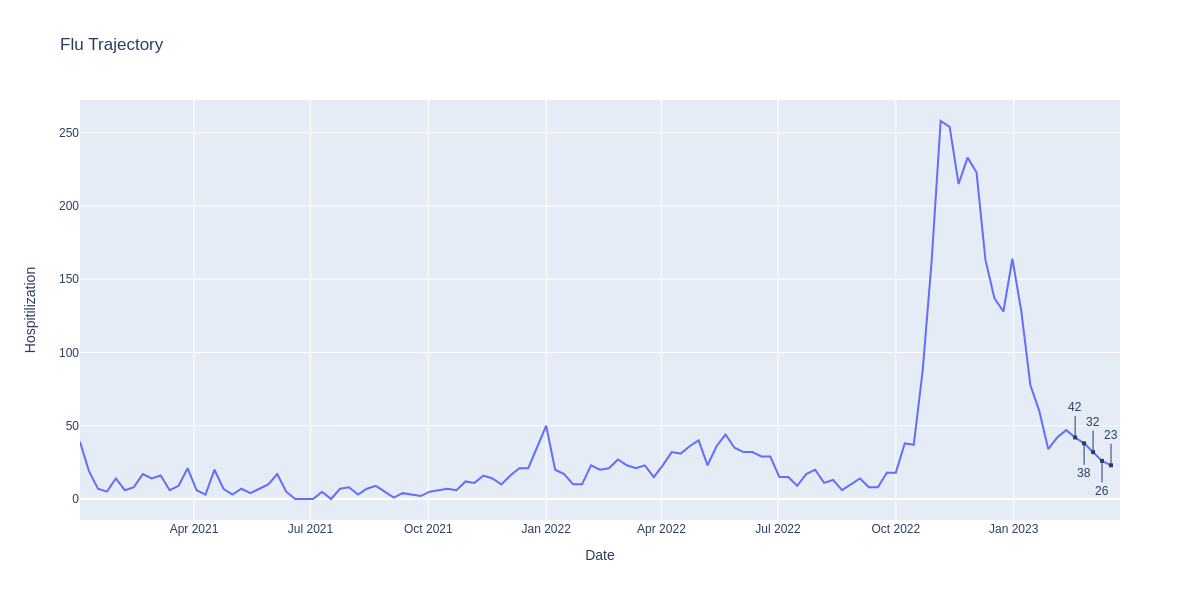 Flu Trajectory
Hospitilization
250
200
150
100
50
0
42
32
23
38
26
Apr 2021
Jul 2021
Oct 2021
Jan 2022
Apr 2022
Jul 2022
Oct 2022
Jan 2023
Date